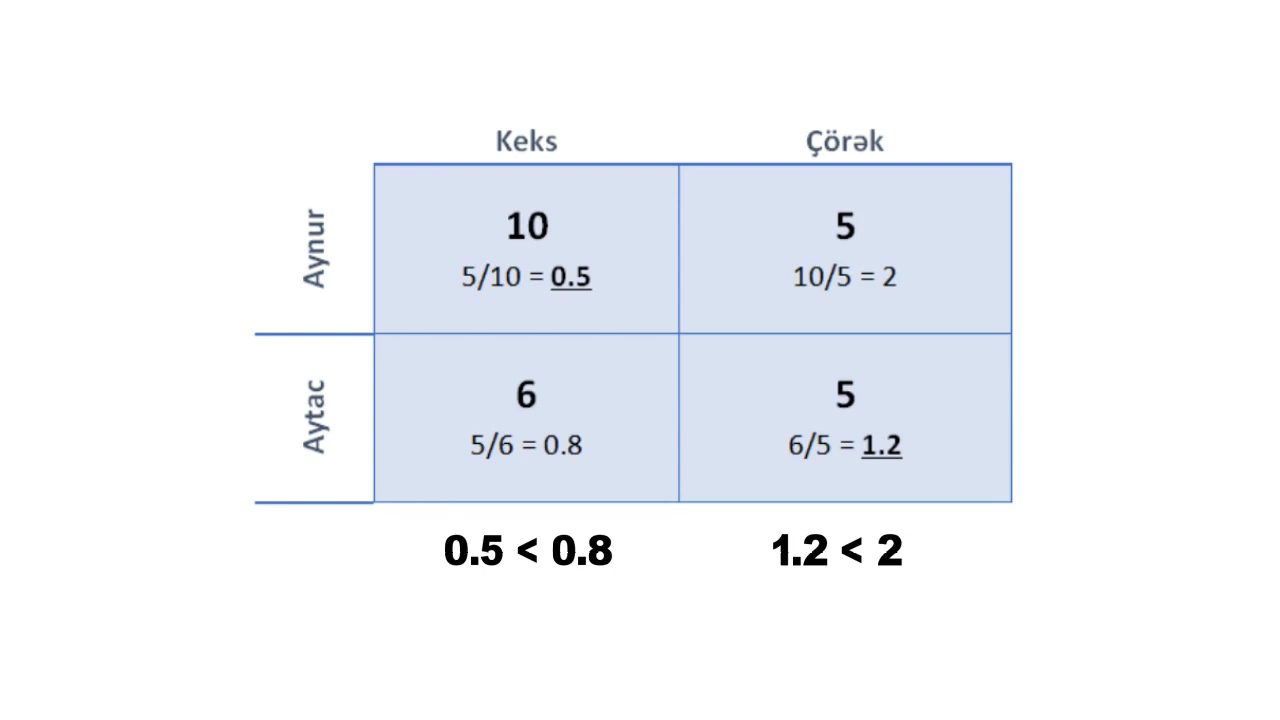 Keks Çörək
Aynur 10 5
5/10 = 0.5 10/5 = 2
Aytac 6 5
5/6 = 0.8 6/5 = 1.2
0.5 < 0.8 1.2 < 2